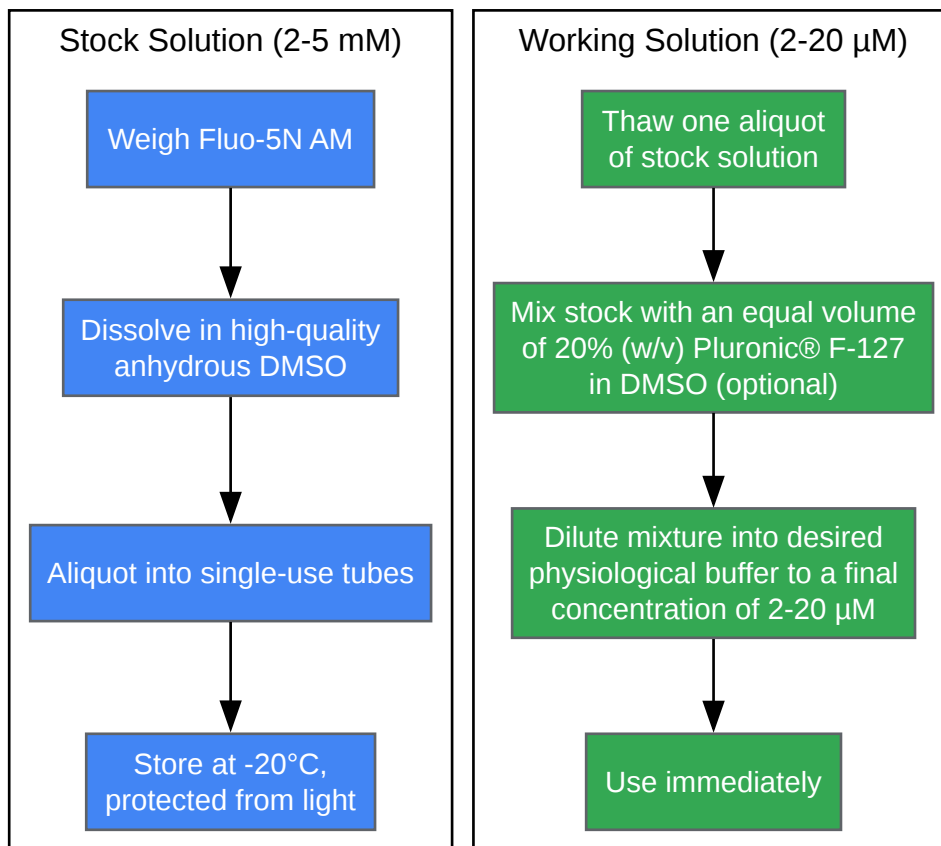 Stock Solution (2-5 mM)
Weigh Fluo-5N AM
Dissolve in high-quality
anhydrous DMSO
Aliquot into single-use tubes
Store at -20°C,
protected from light
Working Solution (2-20 µM)
Thaw one aliquot
of stock solution
Mix stock with an equal volume
of 20% (w/v) Pluronic® F-127
in DMSO (optional)
Dilute mixture into desired
physiological buffer to a final
concentration of 2-20 µM
Use immediately